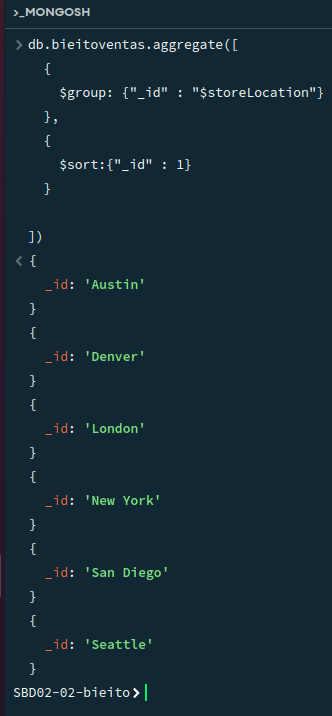 >_MONGOSH
> db.bieitoventas.aggregate([
{
$group: {"_id" : "$storeLocation"}
},
{
$sort:{"_id" : 1}
}
])
< {
_id: 'Austin'
}
{
_id: 'Denver'
}
{
_id: 'London'
}
{
_id: 'New York'
}
{
_id: 'San Diego'
}
{
_id: 'Seattle'
}
SBD02-02-bieito>